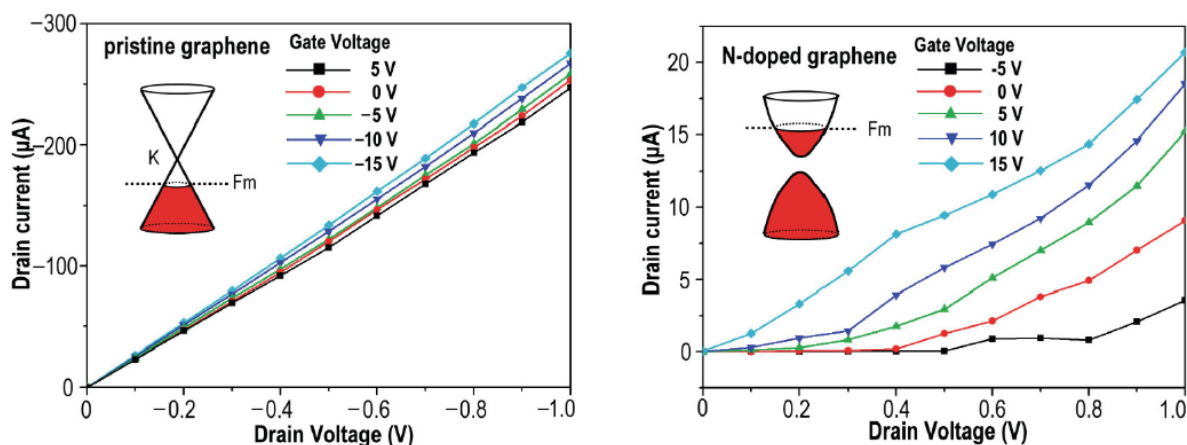 pristine graphene
Gate Voltage
5 V
0 V
−5 V
−10 V
−15 V
K
Fm
Drain current (µA)
−300
−200
−100
0
0 −0.2 −0.4 −0.6 −0.8 −1.0
Drain Voltage (V)
N-doped graphene
Gate Voltage
-5 V
0 V
5 V
10 V
15 V
Fm
Drain current (µA)
20
15
10
5
0
0 0.2 0.4 0.6 0.8 1.0
Drain Voltage (V)